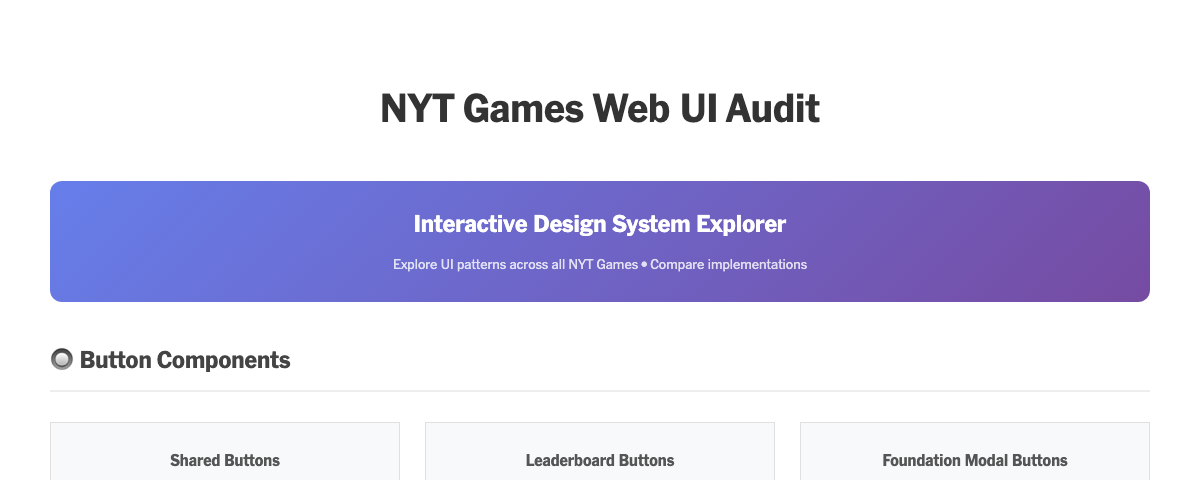 NYT Games Web UI Audit
Interactive Design System Explorer
Explore UI patterns across all NYT Games • Compare implementations
🔘 Button Components
Shared Buttons
Leaderboard Buttons
Foundation Modal Buttons